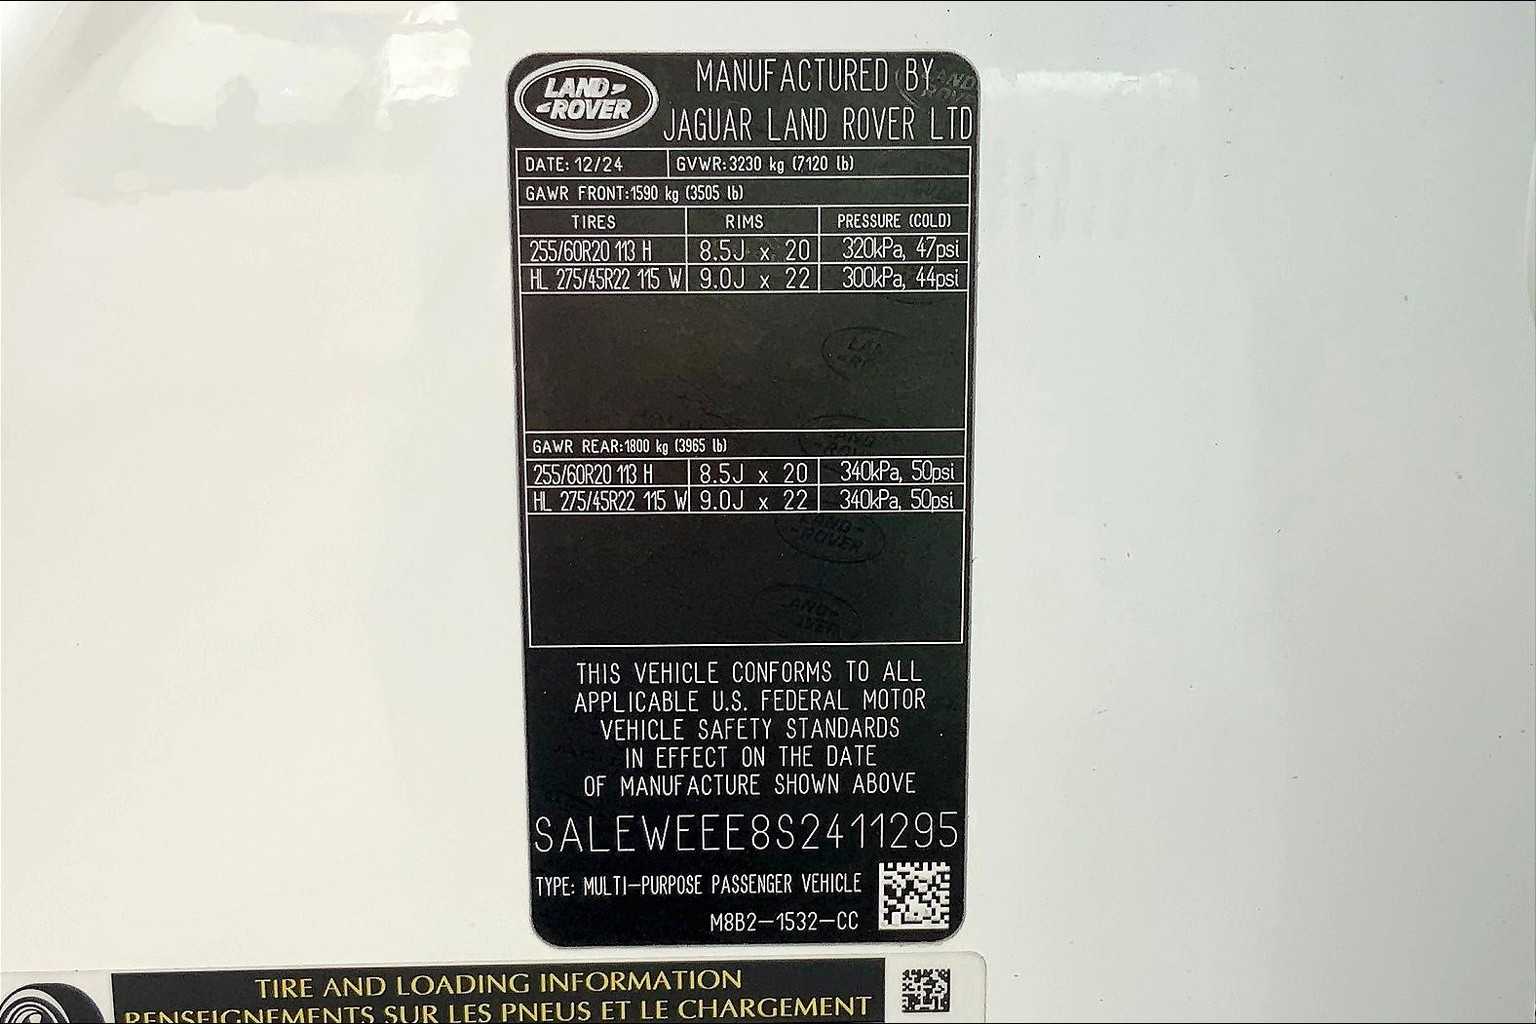 LAND
ROVER
MANUFACTURED BY
JAGUAR LAND ROVER LTD
DATE: 12/24 GVWR: 3230 kg (7120 lb)
GAWR FRONT:1590 kg (3505 lb)
TIRES RIMS PRESSURE (COLD)
255/60R20 113 H 8.5J x 20 320kPa, 47psi
HL 275/45R22 115 W 9.0J x 22 300kPa, 44psi
GAWR REAR:1800 kg (3965 lb)
255/60R20 113 H 8.5J x 20 340kPa, 50psi
HL 275/45R22 115 W 9.0J x 22 340kPa, 50psi
THIS VEHICLE CONFORMS TO ALL
APPLICABLE U.S. FEDERAL MOTOR
VEHICLE SAFETY STANDARDS
IN EFFECT ON THE DATE
OF MANUFACTURE SHOWN ABOVE
SALEWEEE8S2411295
TYPE: MULTI-PURPOSE PASSENGER VEHICLE
M8B2-1532-CC
TIRE AND LOADING INFORMATION
RENSEIGNEMENTS SUR LES PNEUS ET LE CHARGEMENT